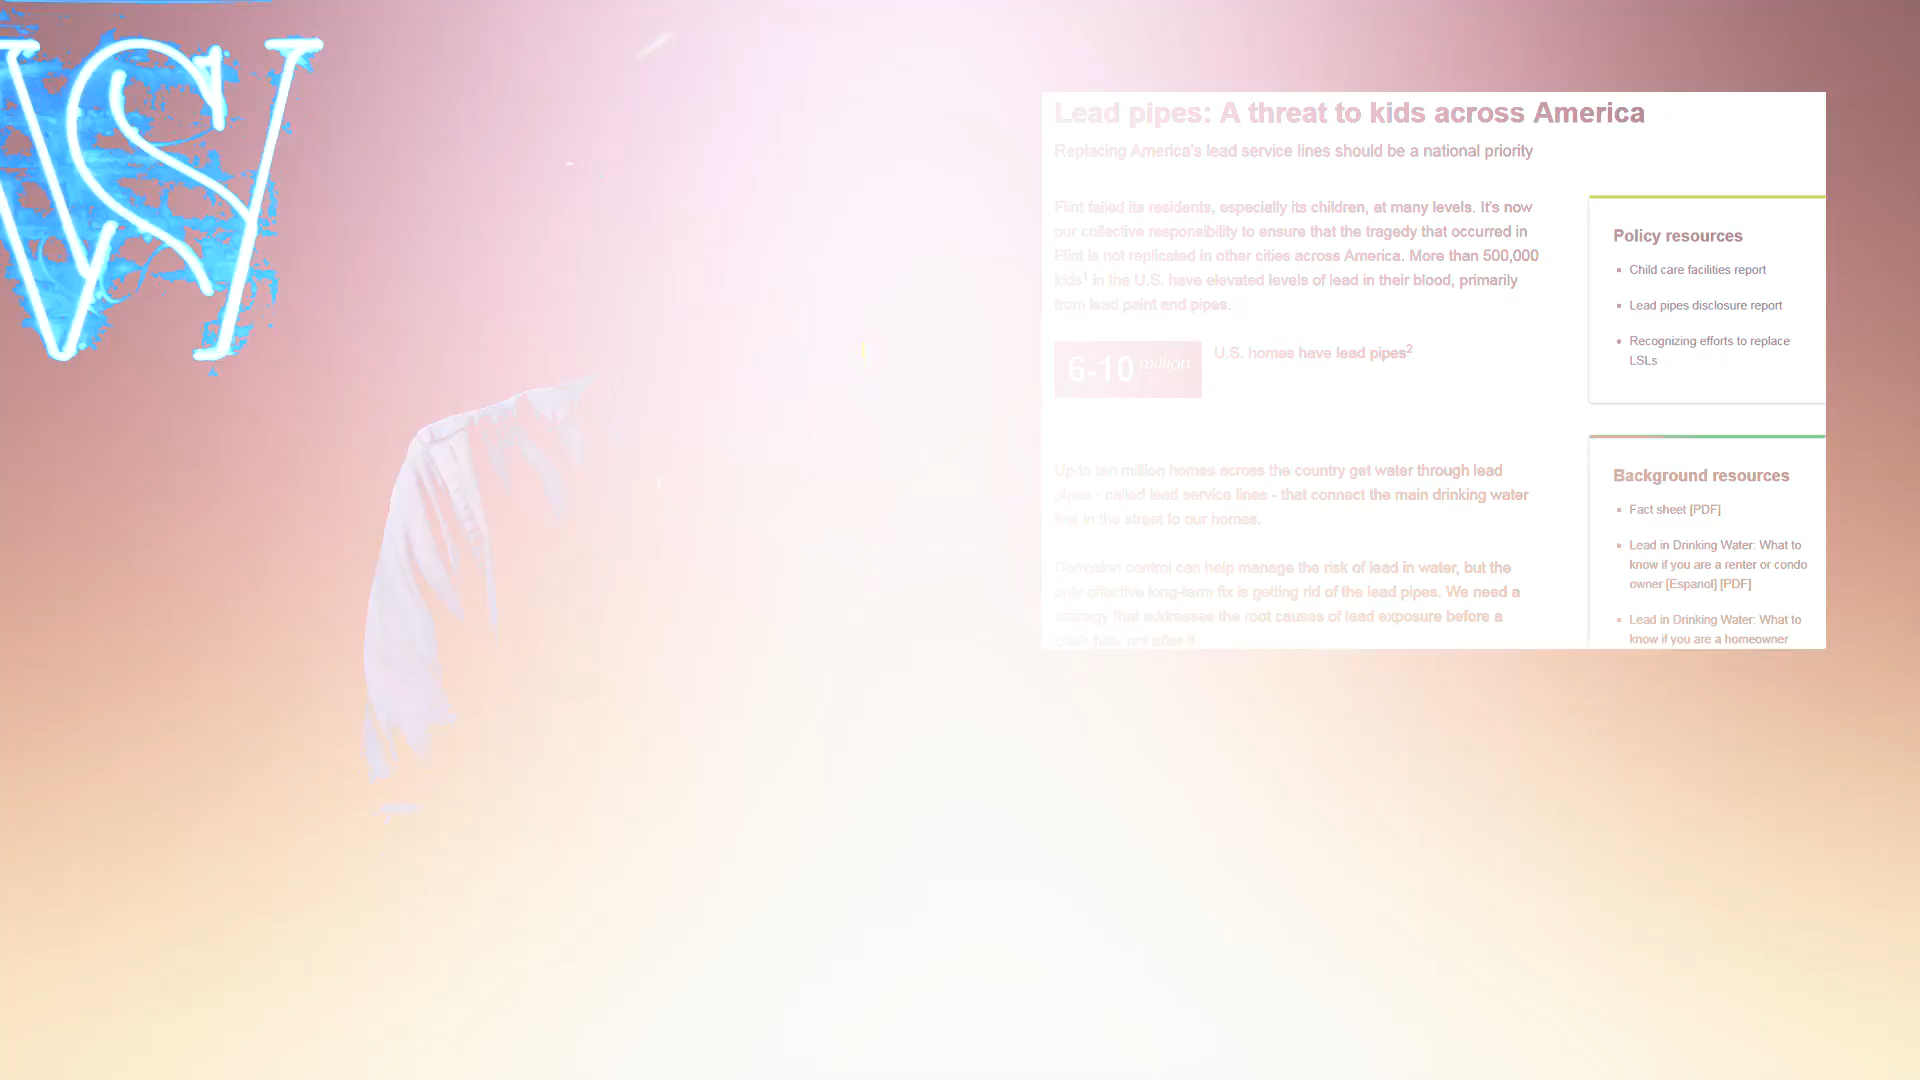 VSY
Lead pipes: A threat to kids across America
Replacing America's lead service lines should be a national priority
Flint failed its residents, especially its children, at many levels. It's now
our collective responsibility to ensure that the tragedy that occurred in
Flint is not replicated in other cities across America. More than 500,000
kids1 in the U.S. have elevated levels of lead in their blood, primarily
from lead paint and pipes.
6-10 million
U.S. homes have lead pipes2
Up to ten million homes across the country get water through lead
pipes - called lead service lines - that connect the main drinking water
line in the street to our homes.
Corrosion control can help manage the risk of lead in water, but the
only effective long-term fix is getting rid of the lead pipes. We need a
strategy that addresses the root causes of lead exposure before a
crisis hits, not after it.
Policy resources
• Child care facilities report
• Lead pipes disclosure report
• Recognizing efforts to replace
LSLs
Background resources
• Fact sheet [PDF]
• Lead in Drinking Water: What to
know if you are a renter or condo
owner [Espanol] [PDF]
• Lead in Drinking Water: What to
know if you are a homeowner